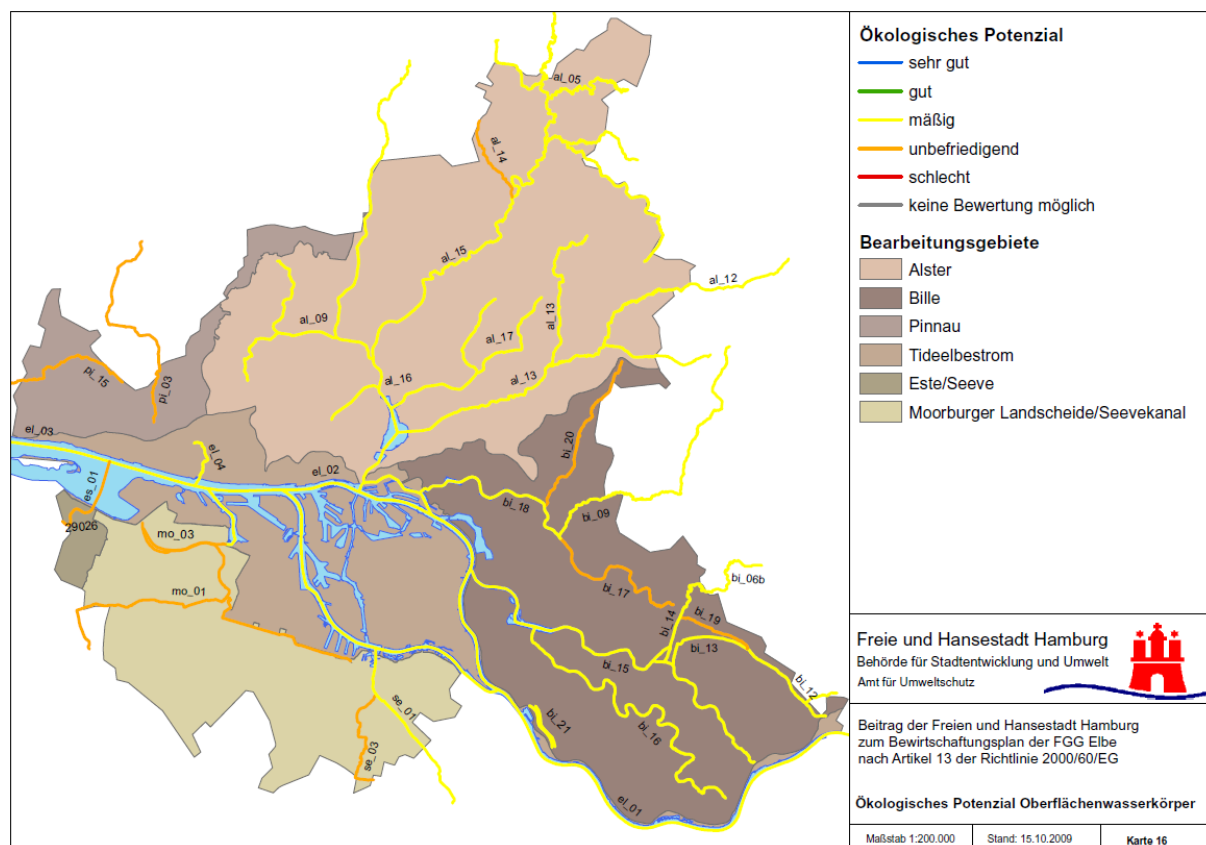 al_05
al_14
al_15
al_12
al_13
al_09
al_17
al_16
al_13
pi_15
pi_03
el_03
el_04
el_02
es_01
29026
mo_03
mo_01
bi_20
bi_18
bi_09
bi_06b
bi_17
bi_14
bi_19
bi_13
bi_15
bi_12
bi_16
bi_21
se_01
se_03
el_01
Ökologisches Potenzial
sehr gut
gut
mäßig
unbefriedigend
schlecht
keine Bewertung möglich
Bearbeitungsgebiete
Alster
Bille
Pinnau
Tideelbestrom
Este/Seeve
Moorburger Landscheide/Seevekanal
Freie und Hansestadt Hamburg
Behörde für Stadtentwicklung und Umwelt
Amt für Umweltschutz
Beitrag der Freien und Hansestadt Hamburg
zum Bewirtschaftungsplan der FGG Elbe
nach Artikel 13 der Richtlinie 2000/60/EG
Ökologisches Potenzial Oberflächenwasserkörper
Maßstab 1:200.000 Stand: 15.10.2009 Karte 16